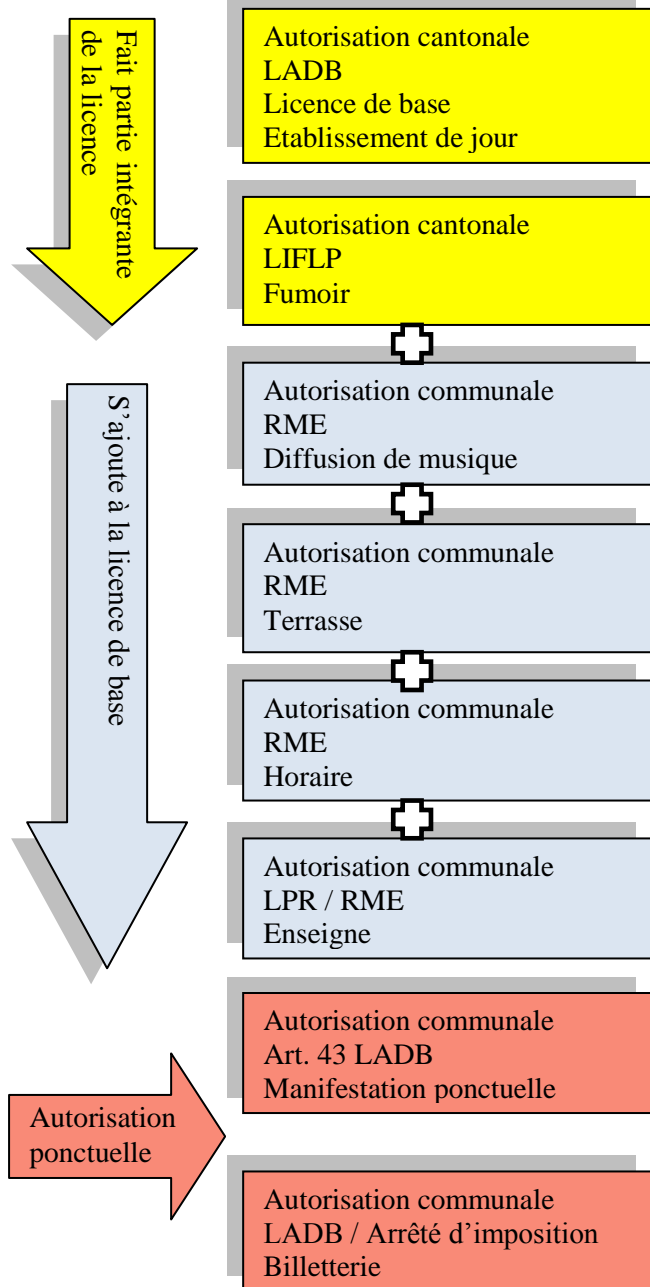 Fait partie intégrante
de la licence
Autorisation cantonale
LADB
Licence de base
Etablissement de jour
Autorisation cantonale
LIFLP
Fumoir
S'ajoute à la licence de base
Autorisation communale
RME
Diffusion de musique
Autorisation communale
RME
Terrasse
Autorisation communale
RME
Horaire
Autorisation communale
LPR / RME
Enseigne
Autorisation
ponctuelle
Autorisation communale
Art. 43 LADB
Manifestation ponctuelle
Autorisation communale
LADB / Arrêté d'imposition
Billetterie